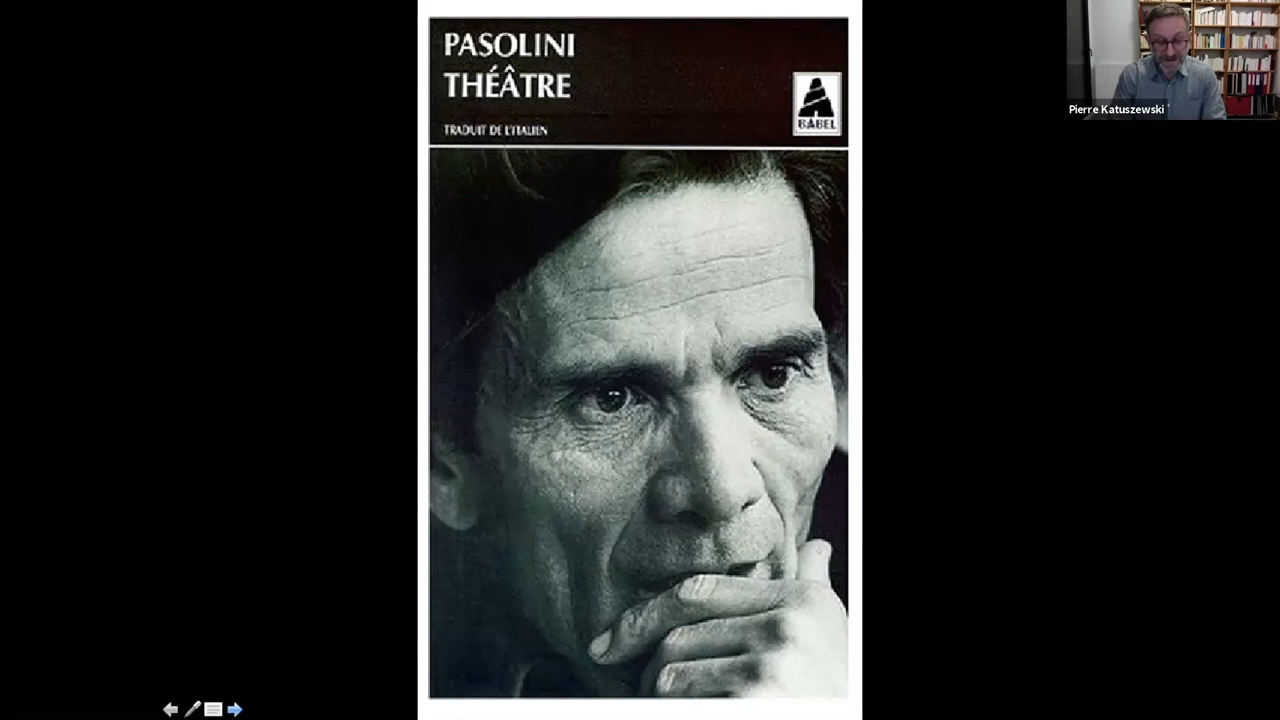 PASOLINI
THÉÂTRE
TRADUIT DE L'ITALIEN
BABEL
Pierre Katuszewski